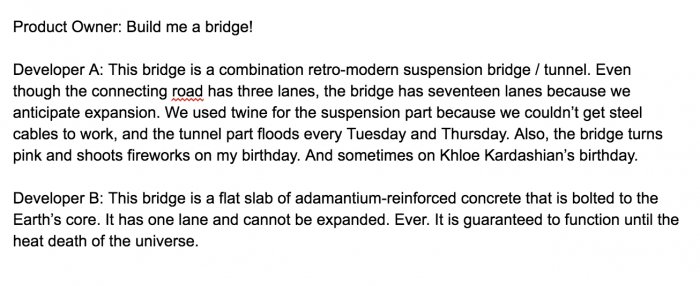 Product Owner: Build me a bridge!
Developer A: This bridge is a combination retro-modern suspension bridge / tunnel. Even
though the connecting road has three lanes, the bridge has seventeen lanes because we
anticipate expansion. We used twine for the suspension part because we couldn’t get steel
cables to work, and the tunnel part floods every Tuesday and Thursday. Also, the bridge turns
pink and shoots fireworks on my birthday. And sometimes on Khloe Kardashian’s birthday.
Developer B: This bridge is a flat slab of adamantium-reinforced concrete that is bolted to the
Earth’s core. It has one lane and cannot be expanded. Ever. It is guaranteed to function until the
heat death of the universe.